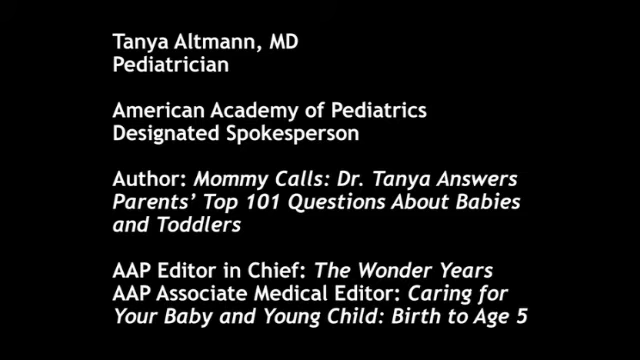 Tanya Altmann, MD
Pediatrician
American Academy of Pediatrics
Designated Spokesperson
Author: Mommy Calls: Dr. Tanya Answers
Parents’ Top 101 Questions About Babies
and Toddlers
AAP Editor in Chief: The Wonder Years
AAP Associate Medical Editor: Caring for
Your Baby and Young Child: Birth to Age 5